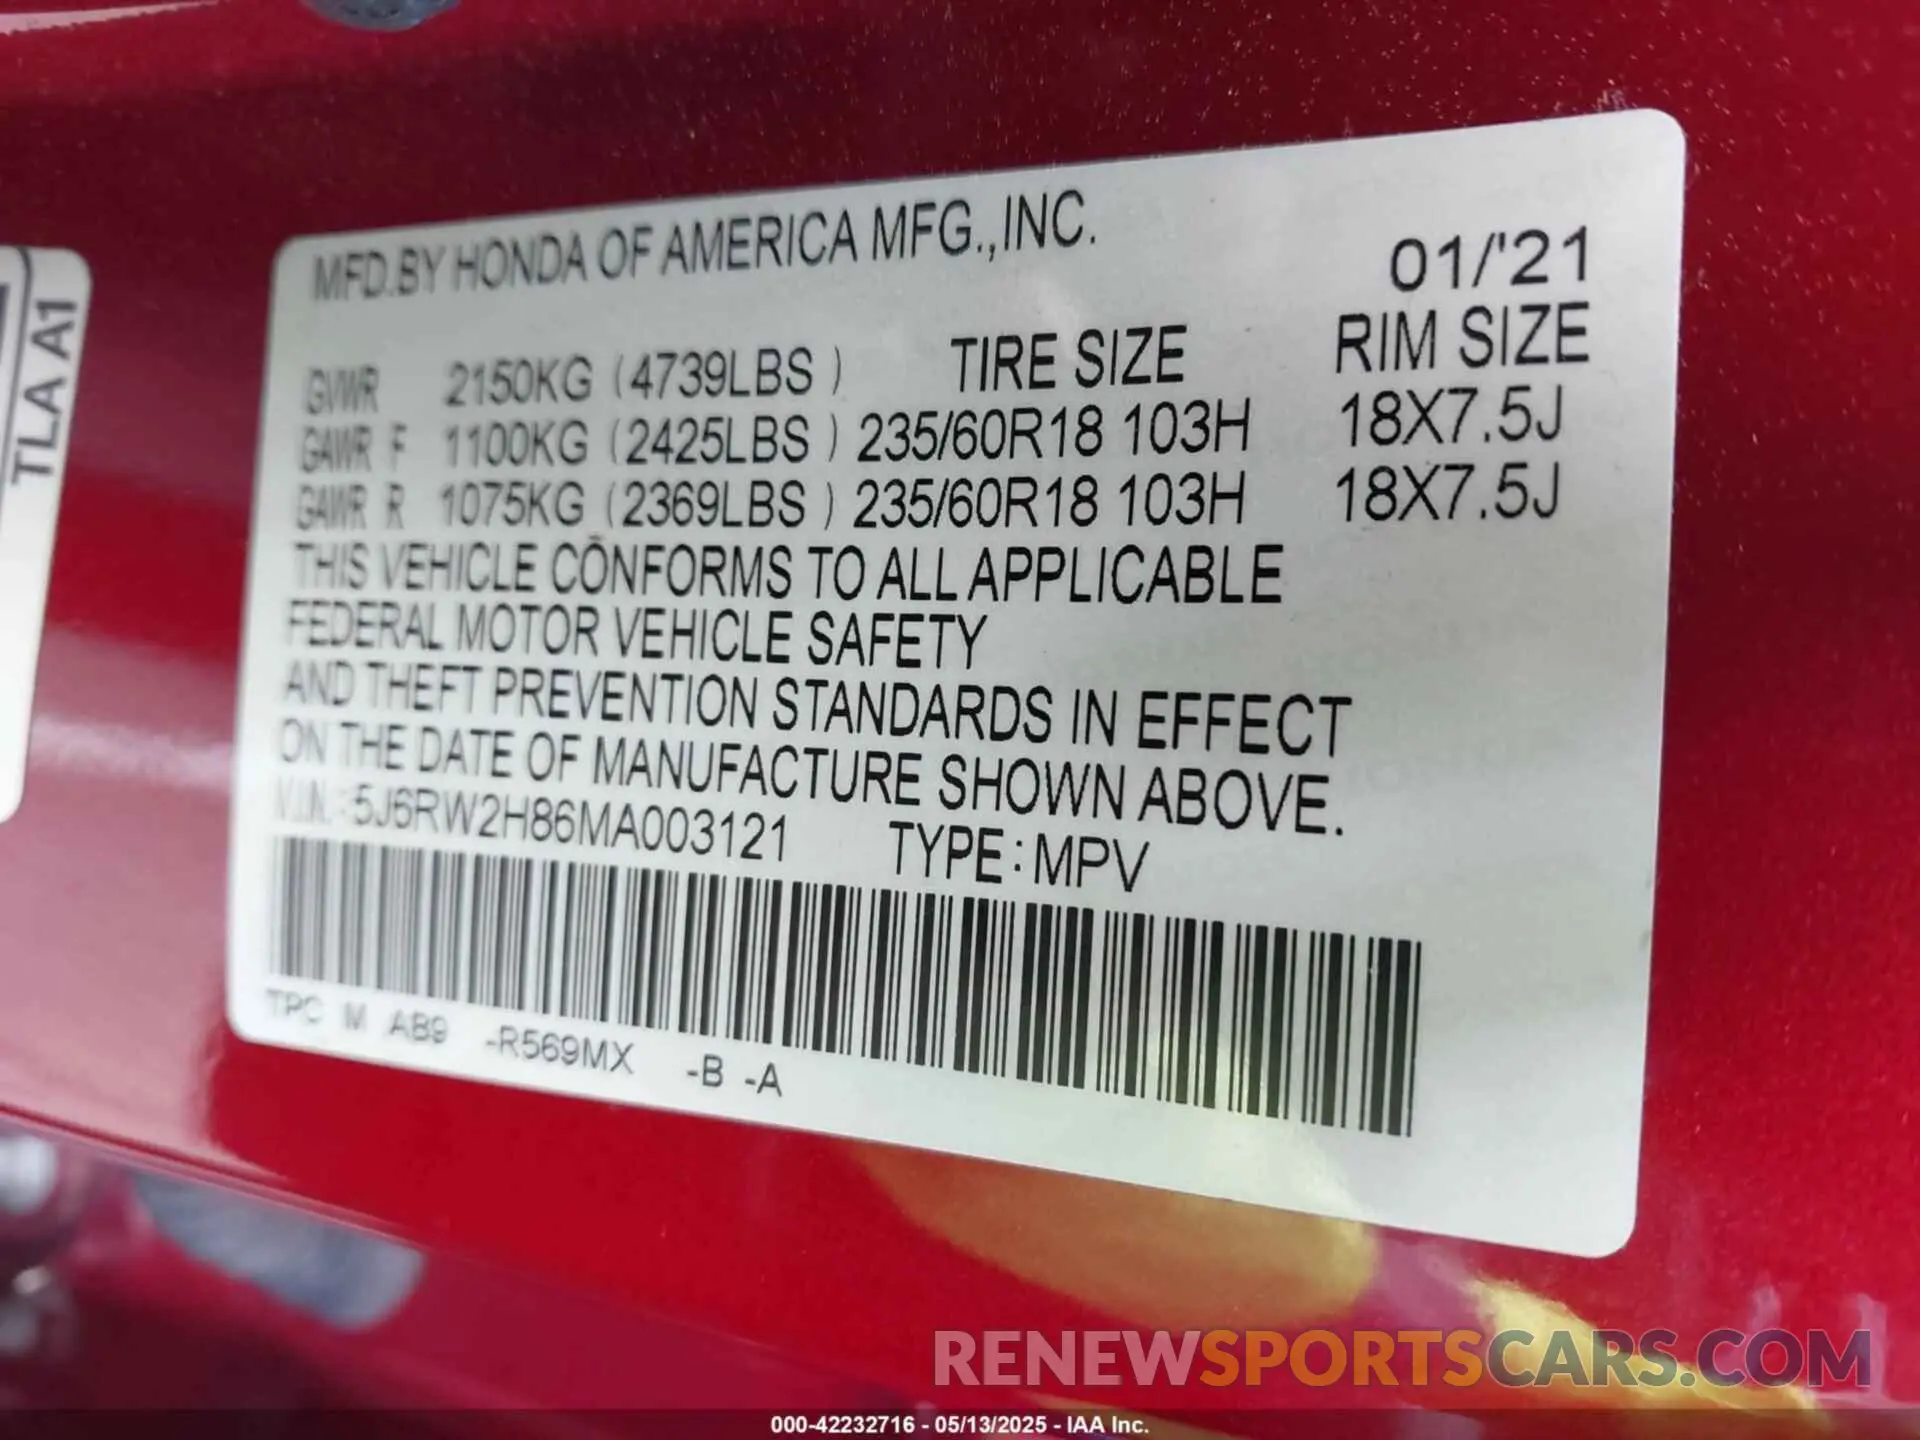 MFD.BY HONDA OF AMERICA MFG.,INC. 01/'21
TIRE SIZE RIM SIZE
GVWR 2150KG (4739LBS )
GAWR F 1100KG (2425LBS ) 235/60R18 103H 18X7.5J
GAWR R 1075KG (2369LBS ) 235/60R18 103H 18X7.5J
THIS VEHICLE CONFORMS TO ALL APPLICABLE
FEDERAL MOTOR VEHICLE SAFETY
AND THEFT PREVENTION STANDARDS IN EFFECT
ON THE DATE OF MANUFACTURE SHOWN ABOVE.
V.I.N.:5J6RW2H86MA003121 TYPE:MPV
TPC M AB9 -R569MX -B -A
TLA A1
RENEWSPORTSCARS.COM
000-42232716 - 05/13/2025 - IAA Inc.